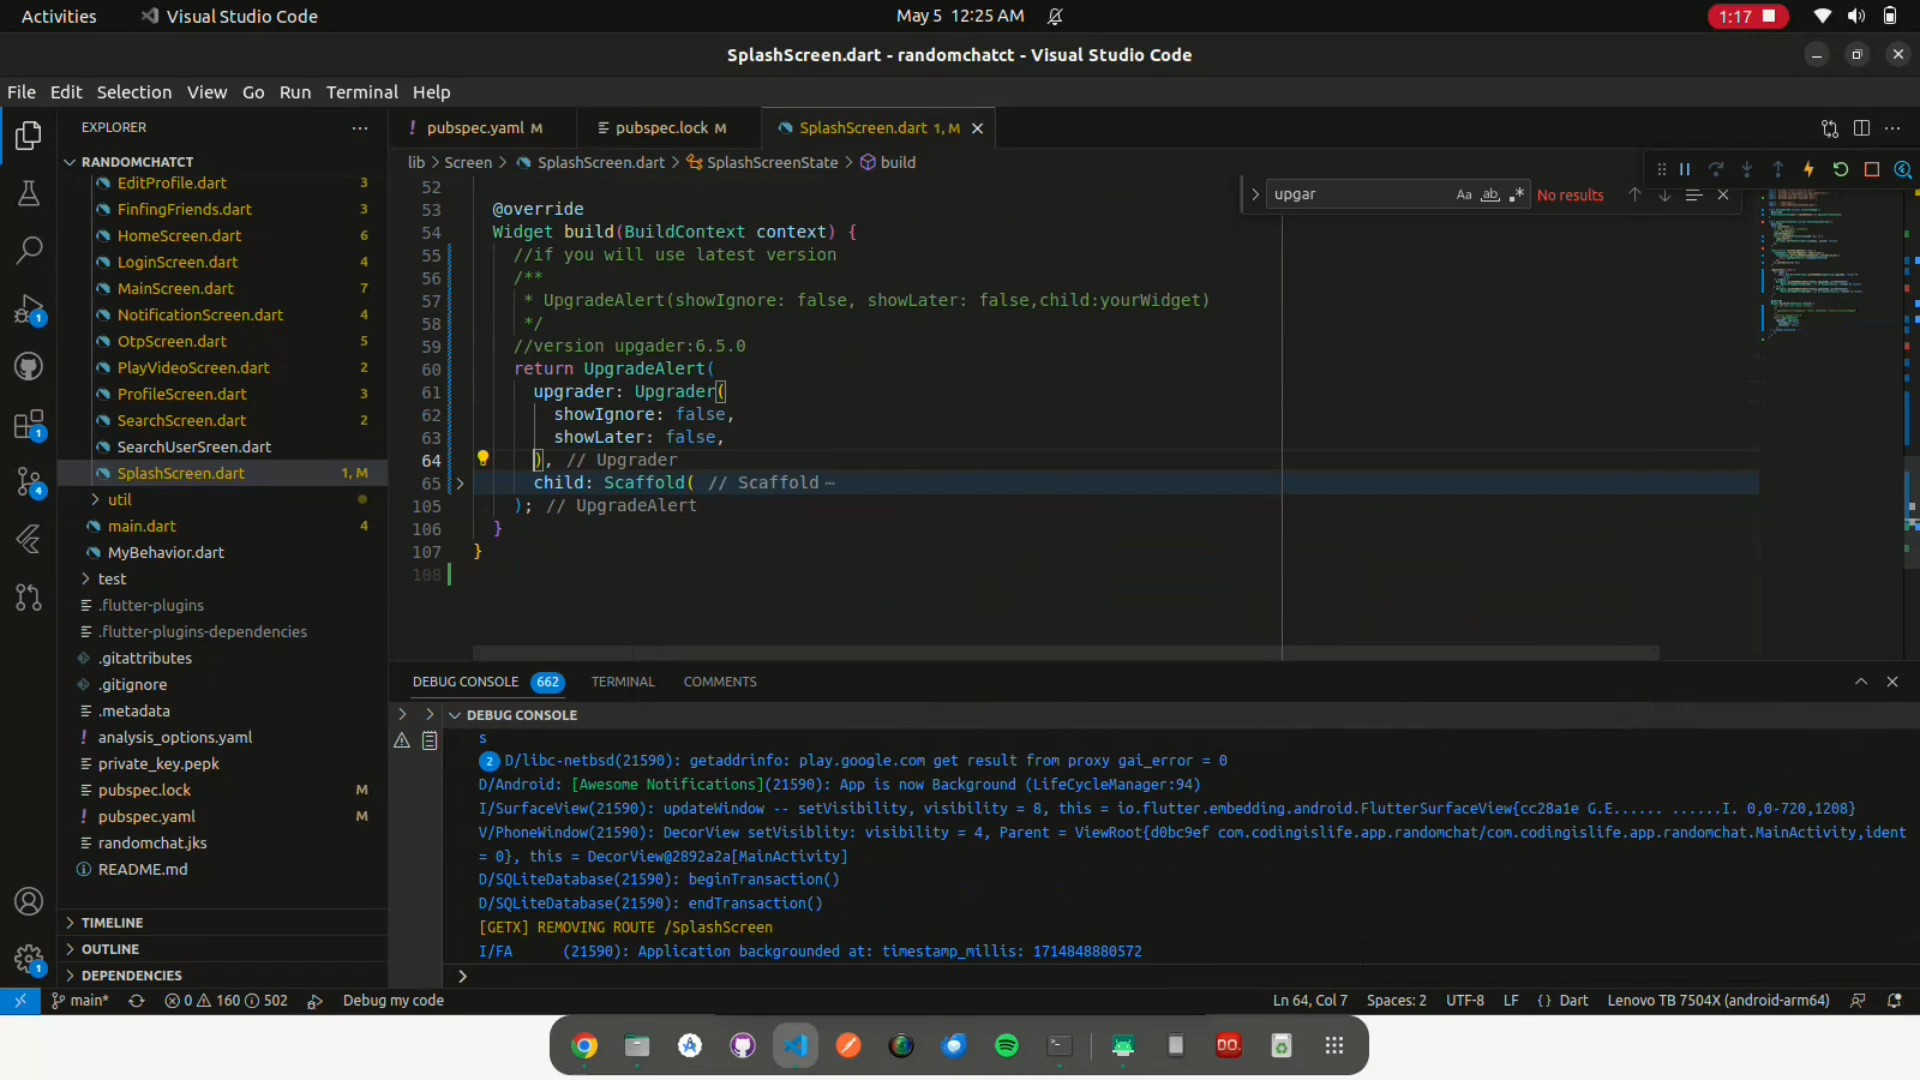 Activities
Visual Studio Code
May 5 12:25 AM
1:17
SplashScreen.dart - randomchatct - Visual Studio Code
File Edit Selection View Go Run Terminal Help
EXPLORER
RANDOMCHATCT
EditProfile.dart 3
FinfingFriends.dart 3
HomeScreen.dart 6
LoginScreen.dart 4
MainScreen.dart 7
NotificationScreen.dart 4
OtpScreen.dart 5
PlayVideoScreen.dart 2
ProfileScreen.dart 3
SearchScreen.dart 2
SearchUserSreen.dart
SplashScreen.dart 1, M
util
main.dart 4
MyBehavior.dart
test
.flutter-plugins
.flutter-plugins-dependencies
.gitattributes
.gitignore
.metadata
analysis_options.yaml
private_key.pepk
pubspec.lock M
pubspec.yaml M
randomchat.jks
README.md
TIMELINE
OUTLINE
DEPENDENCIES
1
1
4
1
pubspec.yaml M
pubspec.lock M
SplashScreen.dart 1, M
lib > Screen > SplashScreen.dart > SplashScreenState > build
upgar
Aa ab .* No results
52
53 @override
54 Widget build(BuildContext context) {
55 //if you will use latest version
56 /**
57 * UpgradeAlert(showIgnore: false, showLater: false,child:yourWidget)
58 */
59 //version upgader:6.5.0
60 return UpgradeAlert(
61 upgrader: Upgrader(
62 showIgnore: false,
63 showLater: false,
64 ), // Upgrader
65 child: Scaffold( // Scaffold ⋯
105 ); // UpgradeAlert
106 }
107 }
108
DEBUG CONSOLE 662 TERMINAL COMMENTS
DEBUG CONSOLE
s
2 D/libc-netbsd(21590): getaddrinfo: play.google.com get result from proxy gai_error = 0
D/Android: [Awesome Notifications](21590): App is now Background (LifeCycleManager:94)
I/SurfaceView(21590): updateWindow -- setVisibility, visibility = 8, this = io.flutter.embedding.android.FlutterSurfaceView{cc28a1e G.E...... ......I. 0,0-720,1208}
V/PhoneWindow(21590): DecorView setVisiblity: visibility = 4, Parent = ViewRoot{d0bc9ef com.codingislife.app.randomchat/com.codingislife.app.randomchat.MainActivity,ident
= 0}, this = DecorView@2892a2a[MainActivity]
D/SQLiteDatabase(21590): beginTransaction()
D/SQLiteDatabase(21590): endTransaction()
[GETX] REMOVING ROUTE /SplashScreen
I/FA (21590): Application backgrounded at: timestamp_millis: 1714848880572
main* 0 160 502 Debug my code
Ln 64, Col 7 Spaces: 2 UTF-8 LF {} Dart Lenovo TB 7504X (android-arm64)
DO.